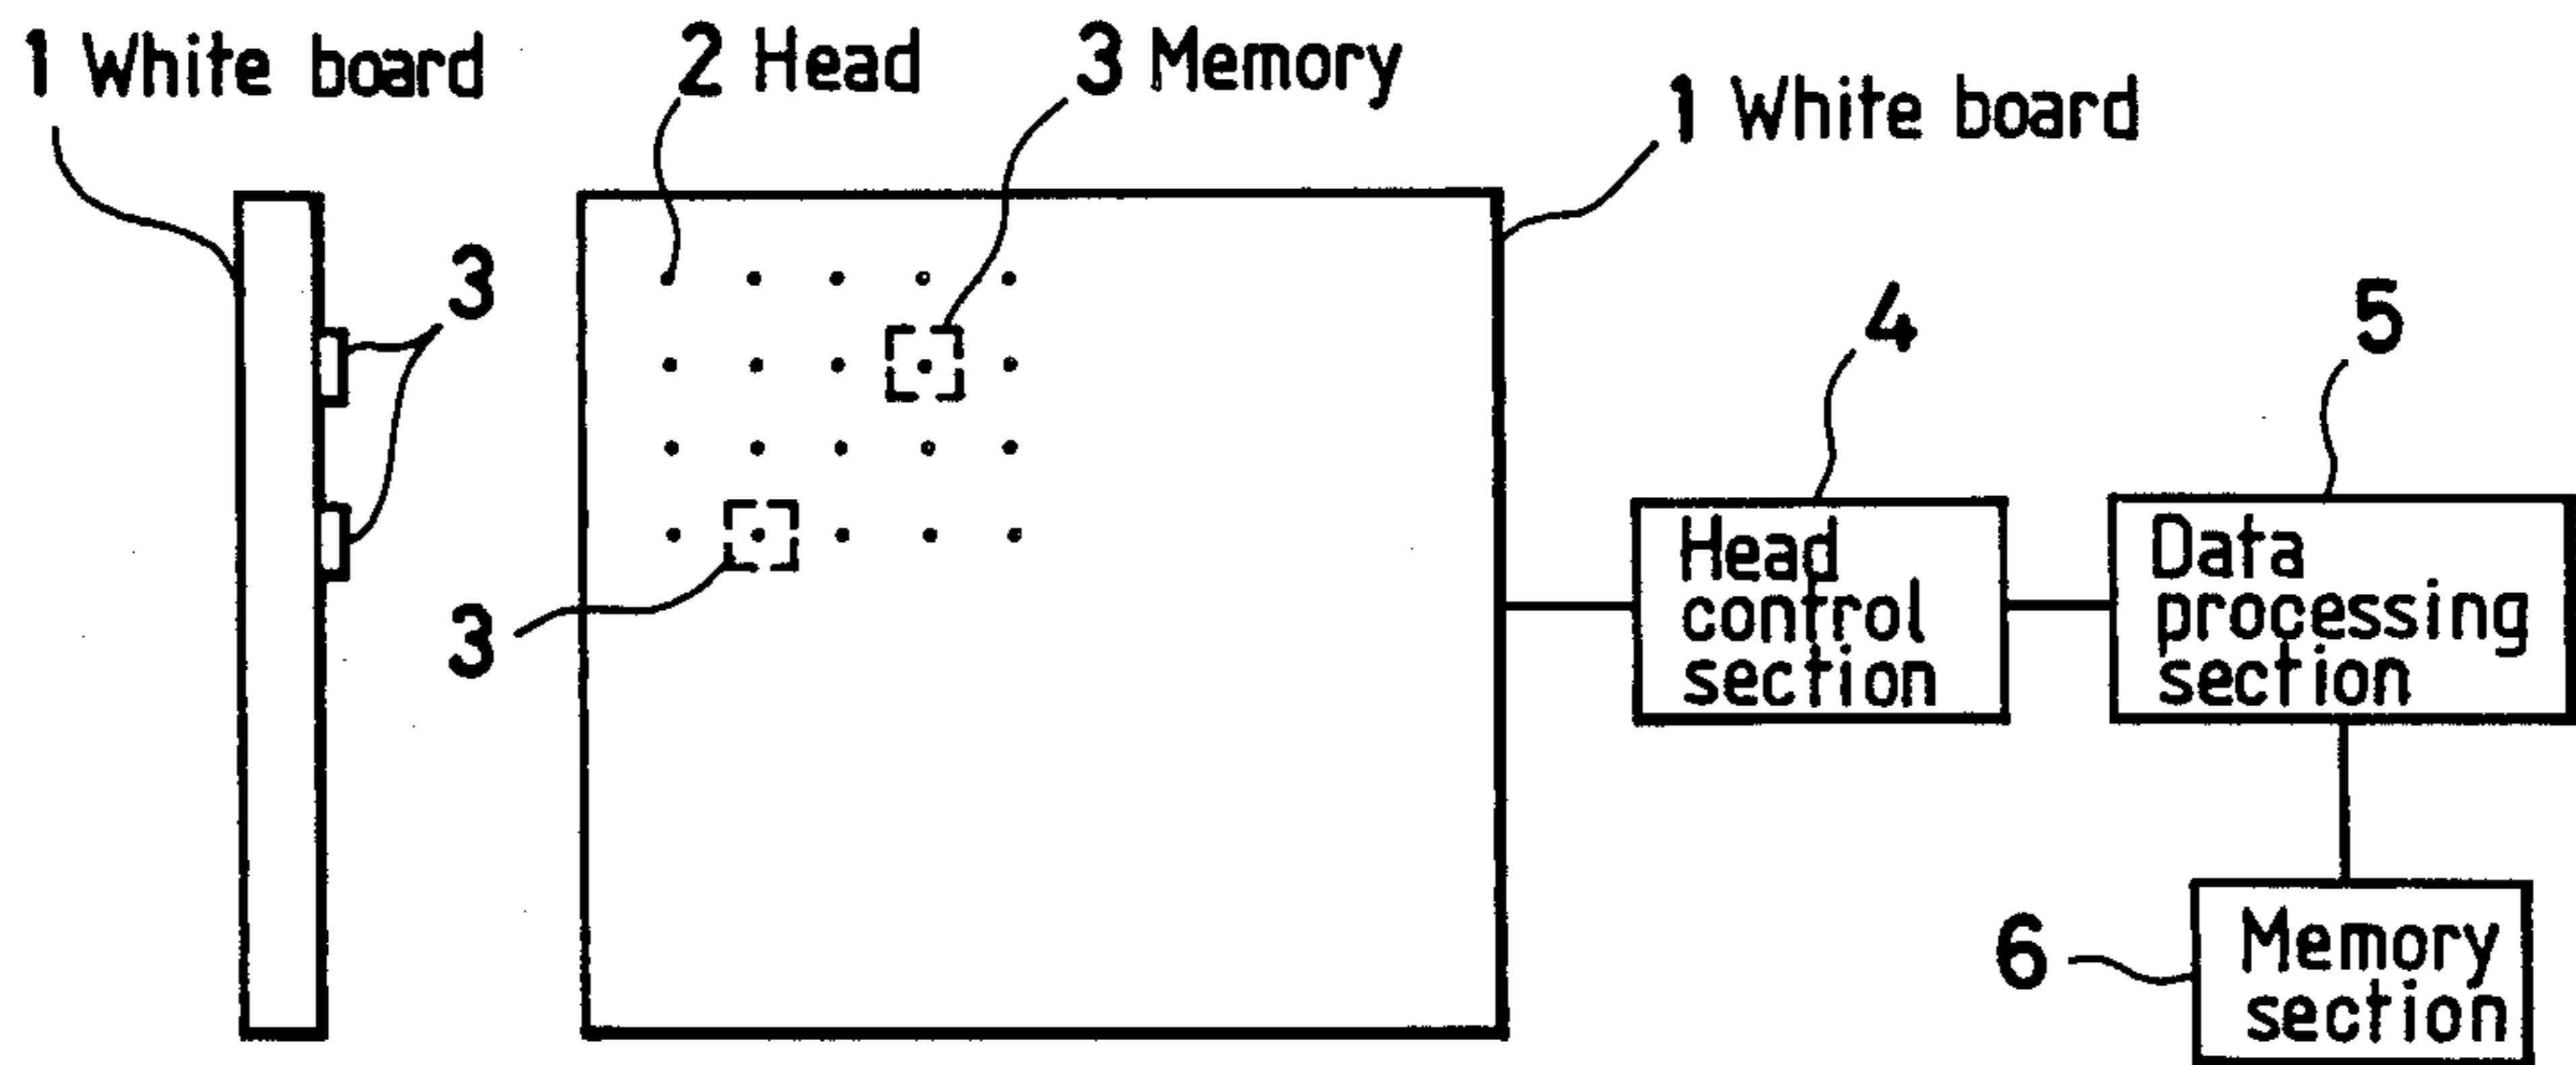 1 White board
2 Head
3 Memory
1 White board
3
4
5
Head
control
section
Data
processing
section
3
6
Memory
section